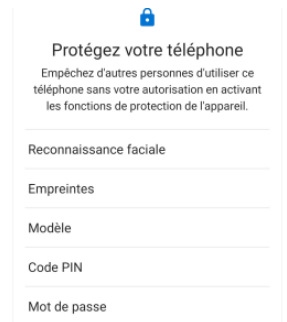 Protégez votre téléphone
Empêchez d'autres personnes d'utiliser ce
téléphone sans votre autorisation en activant
les fonctions de protection de l'appareil.
Reconnaissance faciale
Empreintes
Modèle
Code PIN
Mot de passe